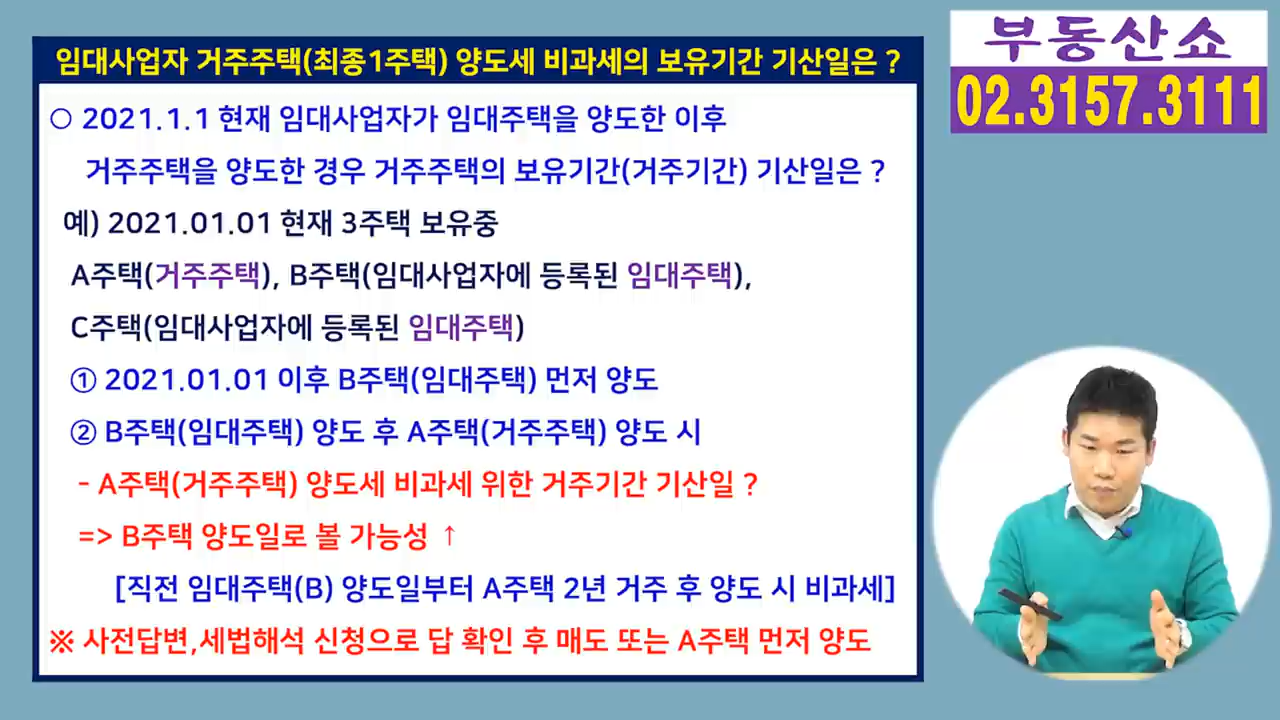 임대사업자 거주주택(최종1주택) 양도세 비과세의 보유기간 기산일은 ?
부동산쇼
02.3157.3111
○ 2021.1.1 현재 임대사업자가 임대주택을 양도한 이후
거주주택을 양도한 경우 거주주택의 보유기간(거주기간) 기산일은 ?
예) 2021.01.01 현재 3주택 보유중
A주택(거주주택), B주택(임대사업자에 등록된 임대주택),
C주택(임대사업자에 등록된 임대주택)
① 2021.01.01 이후 B주택(임대주택) 먼저 양도
② B주택(임대주택) 양도 후 A주택(거주주택) 양도 시
- A주택(거주주택) 양도세 비과세 위한 거주기간 기산일 ?
=> B주택 양도일로 볼 가능성 ↑
[직전 임대주택(B) 양도일부터 A주택 2년 거주 후 양도 시 비과세]
※ 사전답변,세법해석 신청으로 답 확인 후 매도 또는 A주택 먼저 양도